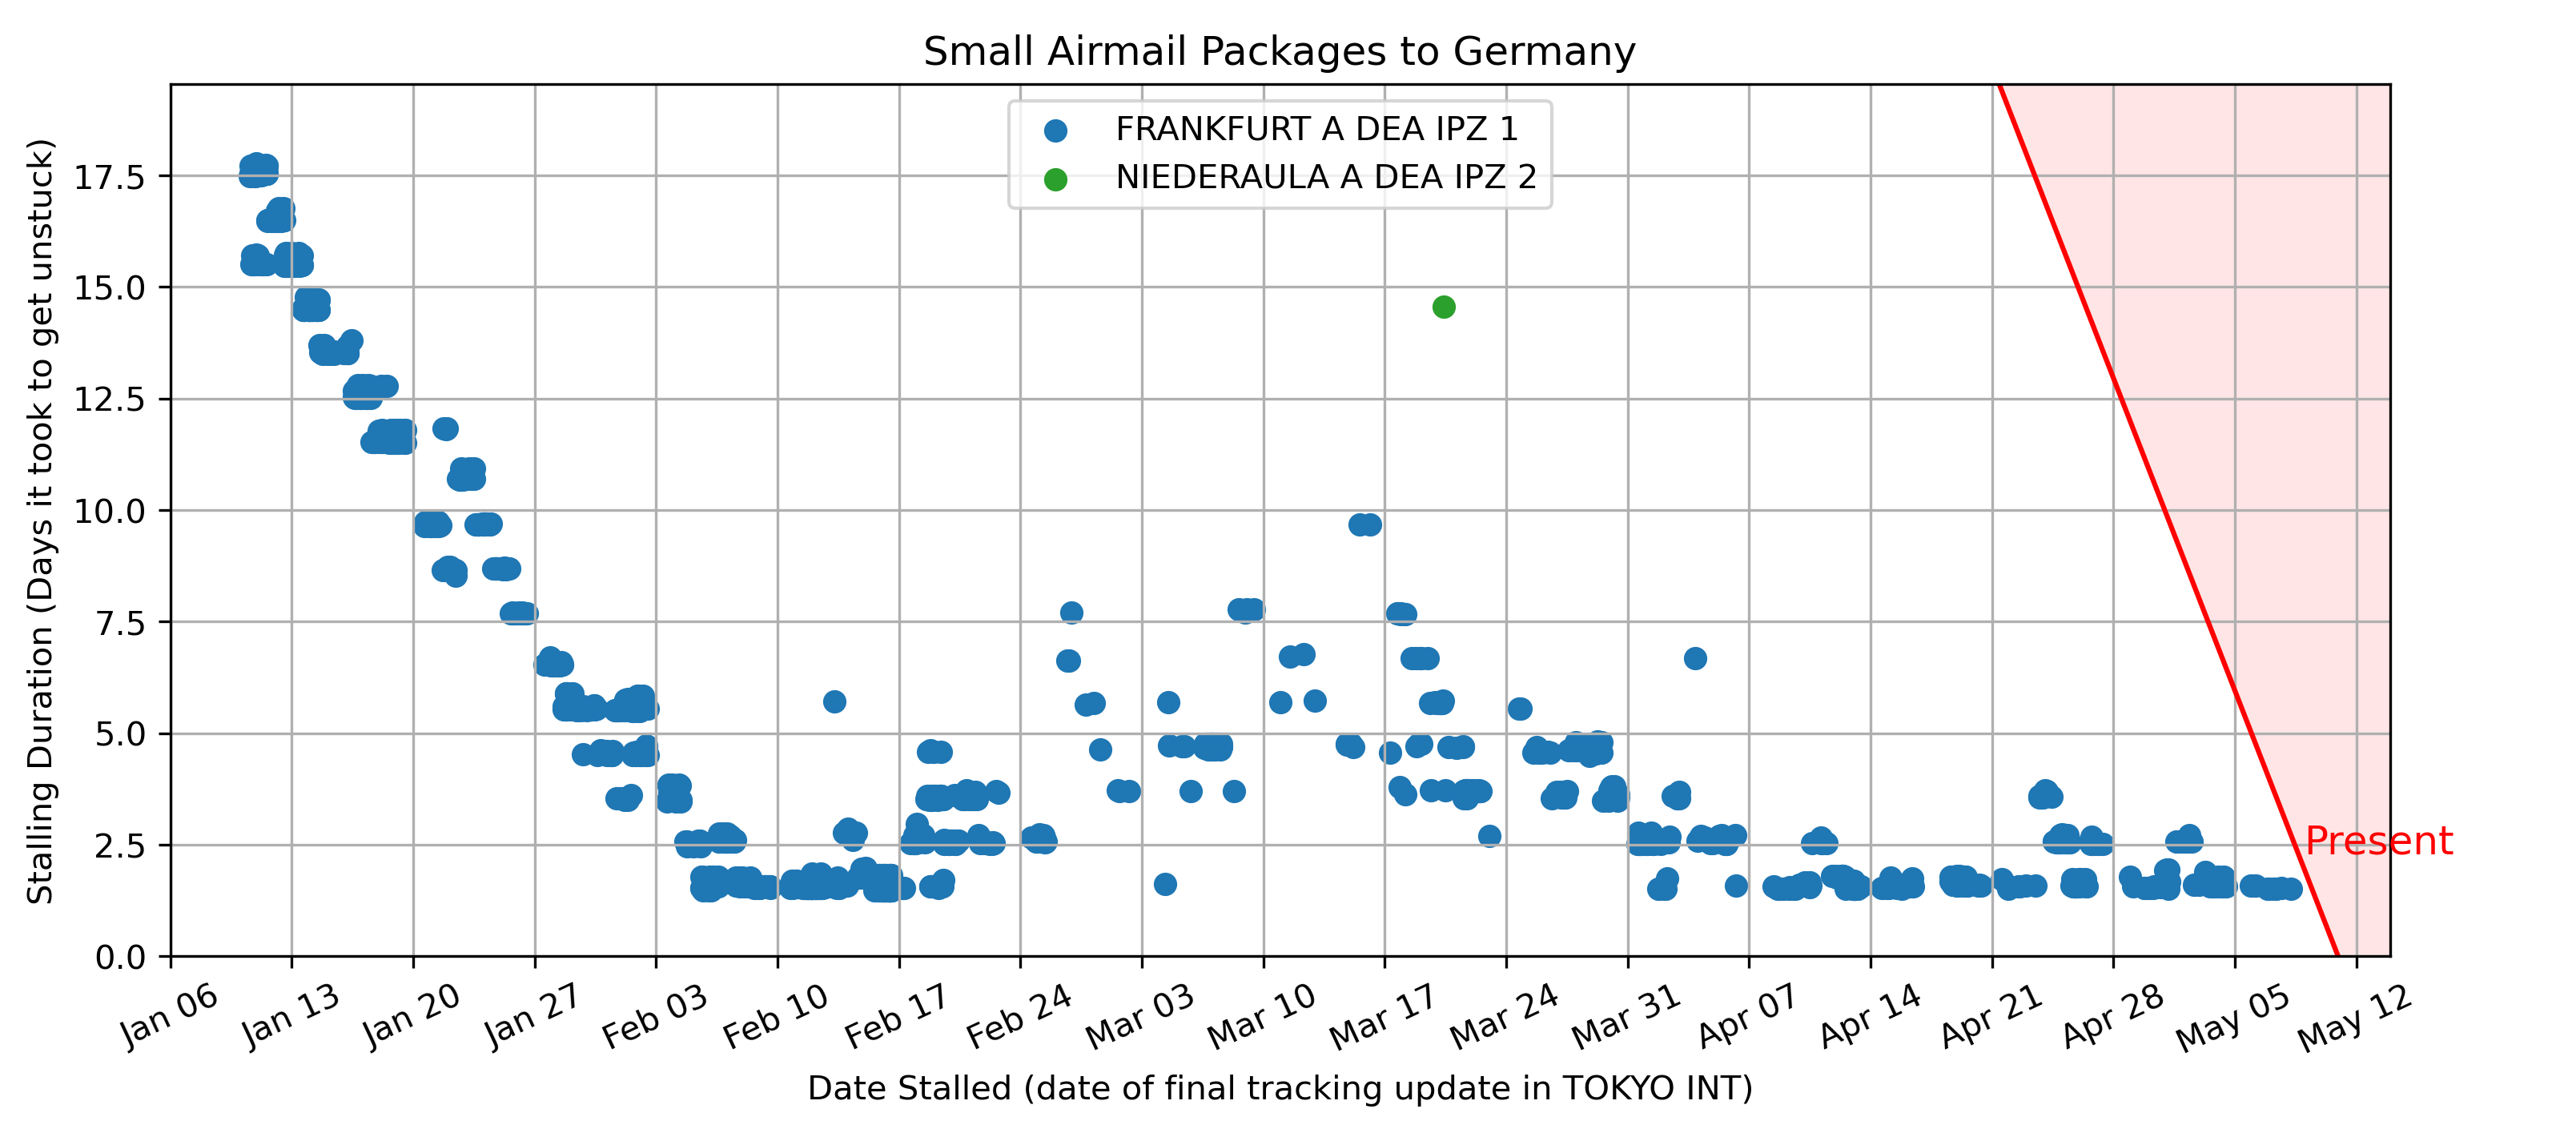 Small Airmail Packages to Germany
FRANKFURT A DEA IPZ 1
NIEDERAULA A DEA IPZ 2
Stalling Duration (Days it took to get unstuck)
17.5
15.0
12.5
10.0
7.5
5.0
2.5
0.0
Present
Jan 06
Jan 13
Jan 20
Jan 27
Feb 03
Feb 10
Feb 17
Feb 24
Mar 03
Mar 10
Mar 17
Mar 24
Mar 31
Apr 07
Apr 14
Apr 21
Apr 28
May 05
May 12
Date Stalled (date of final tracking update in TOKYO INT)